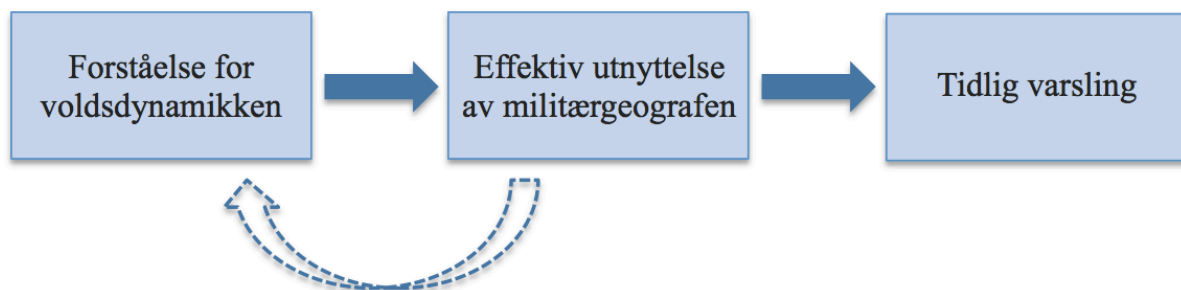 Forståelse for
voldsdynamikken
Effektiv utnyttelse
av militærgeografen
Tidlig varsling